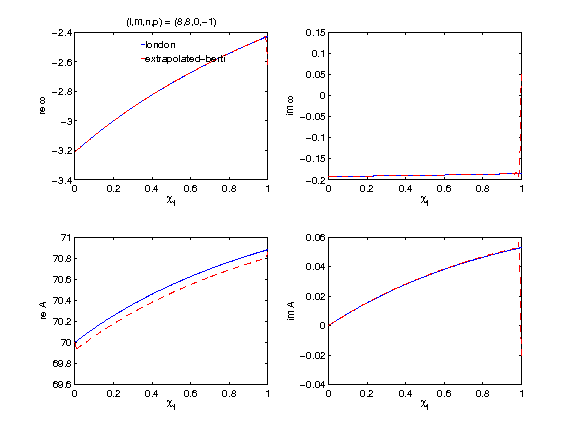 (l,m,n,p) = (8,8,0,−1)
−2.4
−2.6
−2.8
−3
−3.2
−3.4
re ω
london
extrapolated−berti
0 0.2 0.4 0.6 0.8 1
χf
0.15
0.1
0.05
0
−0.05
−0.1
−0.15
−0.2
im ω
0 0.2 0.4 0.6 0.8 1
χf
71
70.8
70.6
70.4
70.2
70
69.8
69.6
re A
0 0.2 0.4 0.6 0.8 1
χf
0.06
0.04
0.02
0
−0.02
−0.04
im A
0 0.2 0.4 0.6 0.8 1
χf